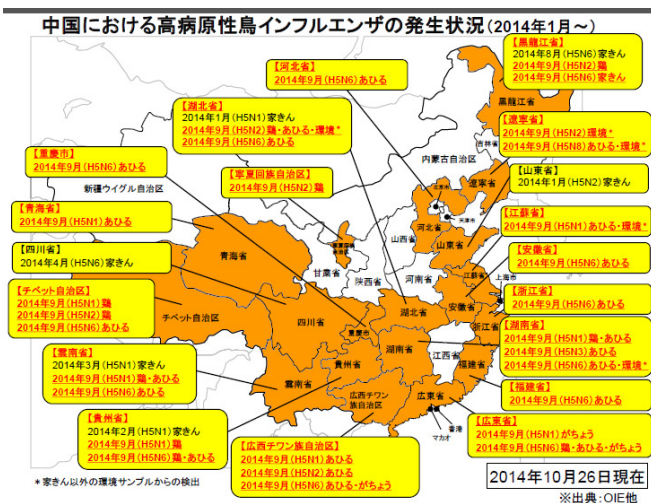 中国における高病原性鳥インフルエンザの発生状況(2014年1月～)
【黒龍江省】
2014年8月(H5N6)家きん
2014年9月(H5N2)鶏
2014年9月(H5N6)家きん
【河北省】
2014年9月(H5N6)あひる
【湖北省】
2014年1月(H5N1)家きん
2014年9月(H5N2)鶏・あひる・環境*
2014年9月(H5N6)あひる
【遼寧省】
2014年9月(H5N2)環境*
2014年9月(H5N8)あひる・環境*
【重慶市】
2014年9月(H5N6)あひる
【寧夏回族自治区】
2014年9月(H5N2)鶏
【山東省】
2014年1月(H5N2)家きん
【青海省】
2014年9月(H5N1)あひる
【江蘇省】
2014年9月(H5N1)あひる・環境*
【四川省】
2014年4月(H5N6)家きん
【安徽省】
2014年9月(H5N6)あひる
【チベット自治区】
2014年9月(H5N1)鶏
2014年9月(H5N2)鶏
2014年9月(H5N6)あひる
【浙江省】
2014年9月(H5N6)あひる
【湖南省】
2014年9月(H5N1)鶏・あひる
2014年9月(H5N3)あひる
2014年9月(H5N6)あひる・環境*
【雲南省】
2014年3月(H5N1)家きん
2014年9月(H5N1)鶏・あひる
2014年9月(H5N6)あひる
【福建省】
2014年9月(H5N6)あひる
【貴州省】
2014年2月(H5N1)家きん
2014年9月(H5N1)鶏
2014年9月(H5N6)鶏・あひる
【広西チワン族自治区】
2014年9月(H5N1)あひる
2014年9月(H5N2)あひる
2014年9月(H5N6)あひる・がちょう
【広東省】
2014年9月(H5N1)がちょう
2014年9月(H5N6)鶏・あひる・がちょう
黒龍江省
吉林省
内蒙古自治区
遼寧省
新疆ウイグル自治区
北京市
天津市
河北省
山西省
山東省
寧夏回族
自治区
青海省
甘粛省
陝西省
河南省
江蘇省
上海市
安徽省
チベット自治区
四川省
重慶市
湖北省
浙江省
湖南省
江西省
貴州省
福建省
雲南省
広西チワン
族自治区
広東省
香港
マカオ
*家きん以外の環境サンプルからの検出
2014年10月26日現在
※出典:OIE他